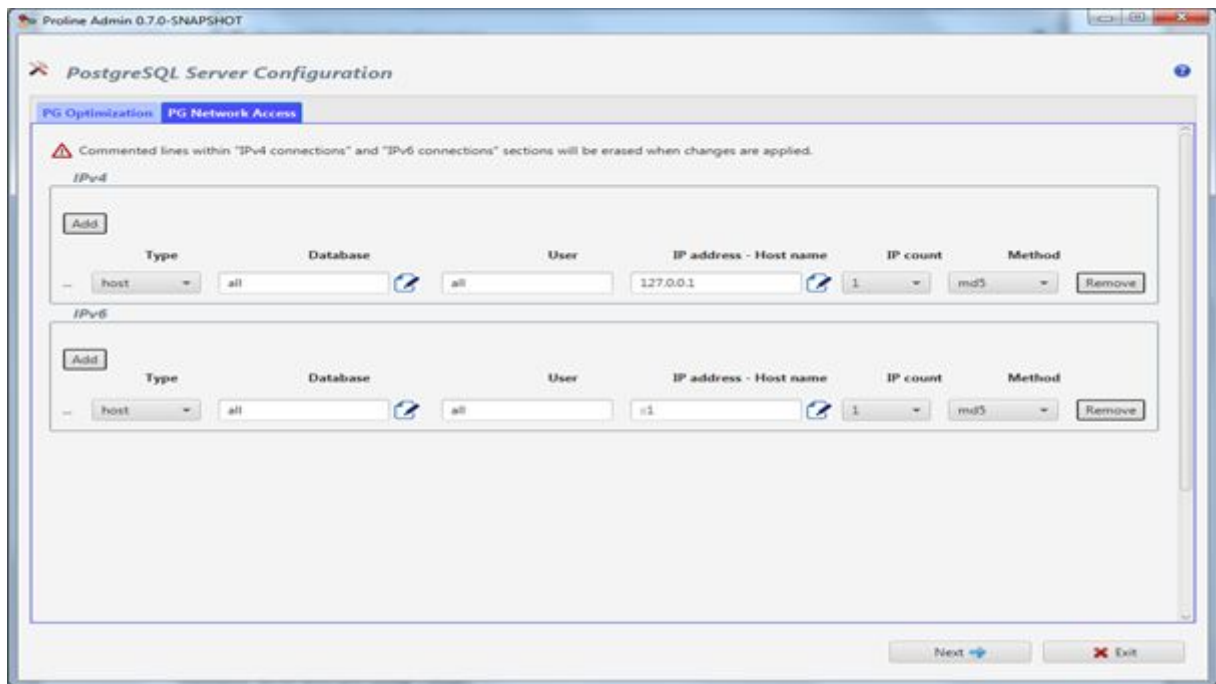 Proline Admin 0.7.0-SNAPSHOT
PostgreSQL Server Configuration
PG Optimization PG Network Access
Commented lines within "IPv4 connections" and "IPv6 connections" sections will be erased when changes are applied.
IPv4
Add
Type Database User IP address - Host name IP count Method
... host all all 127.0.0.1 1 md5 Remove
IPv6
Add
Type Database User IP address - Host name IP count Method
... host all all ::1 1 md5 Remove
Next Exit